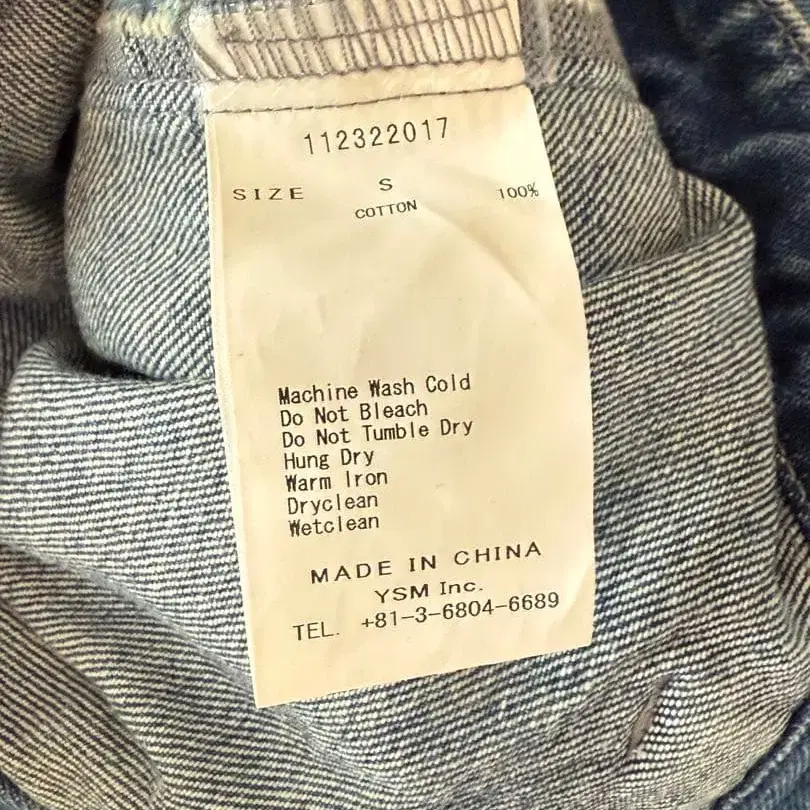 112322017
SIZE S
COTTON 100%
Machine Wash Cold
Do Not Bleach
Do Not Tumble Dry
Hung Dry
Warm Iron
Dryclean
Wetclean
MADE IN CHINA
YSM Inc.
TEL. +81-3-6804-6689